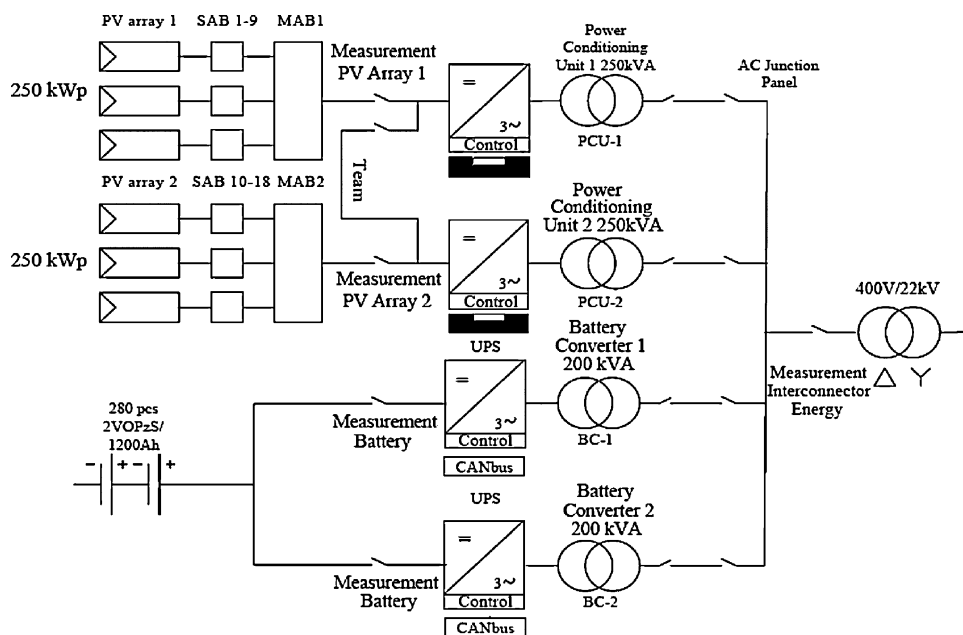 PV array 1 SAB 1-9 MAB1
250 kWp
Measurement
PV Array 1
=
3~
Control
Power
Conditioning
Unit 1 250kVA
PCU-1
AC Junction
Panel
Team
PV array 2 SAB 10-18 MAB2
250 kWp
Measurement
PV Array 2
=
3~
Control
Power
Conditioning
Unit 2 250kVA
PCU-2
400V/22kV
Measurement
Interconnector
Energy
UPS
=
3~
Control
CANbus
Battery
Converter 1
200 kVA
BC-1
Measurement
Battery
280 pcs
2VOPzS/
1200Ah
- + - +
UPS
=
3~
Control
CANbus
Battery
Converter 2
200 kVA
BC-2
Measurement
Battery